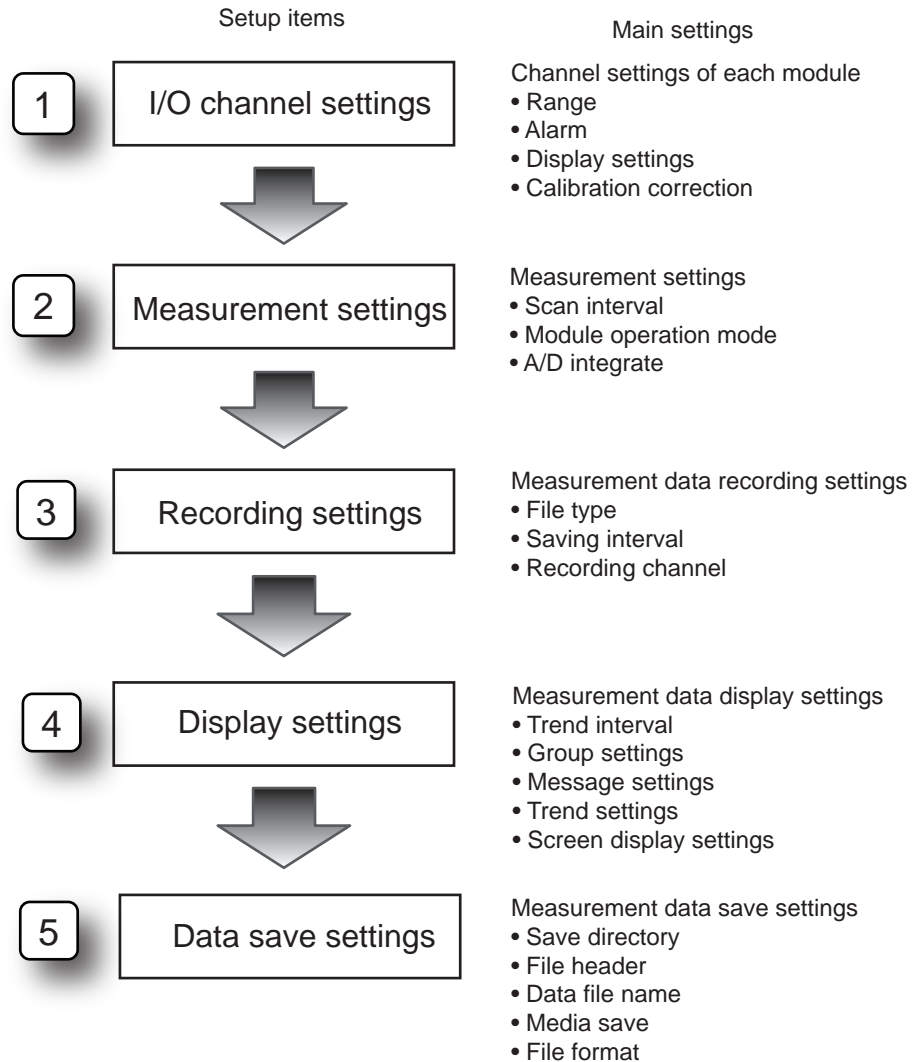 Setup items
Main settings
1
I/O channel settings
Channel settings of each module
• Range
• Alarm
• Display settings
• Calibration correction
2
Measurement settings
Measurement settings
• Scan interval
• Module operation mode
• A/D integrate
3
Recording settings
Measurement data recording settings
• File type
• Saving interval
• Recording channel
4
Display settings
Measurement data display settings
• Trend interval
• Group settings
• Message settings
• Trend settings
• Screen display settings
5
Data save settings
Measurement data save settings
• Save directory
• File header
• Data file name
• Media save
• File format